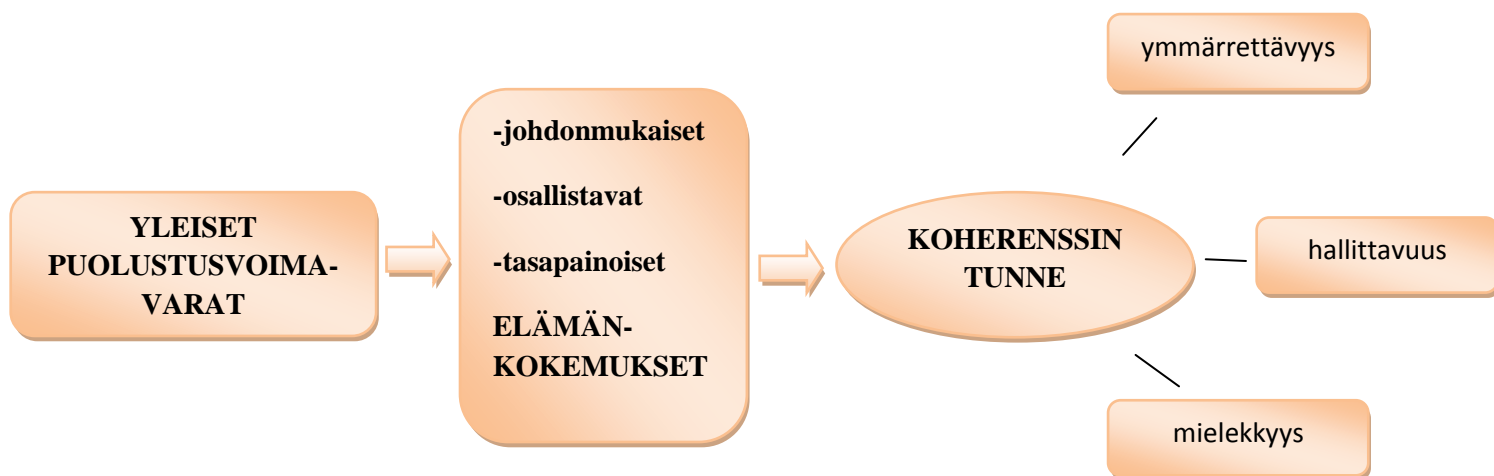 YLEISET
PUOLUSTUSVOIMA-
VARAT
-johdonmukaiset
-osallistavat
-tasapainoiset
ELÄMÄN-
KOKEMUKSET
KOHERENSSIN
TUNNE
ymmärrettävyys
hallittavuus
mielekkyys